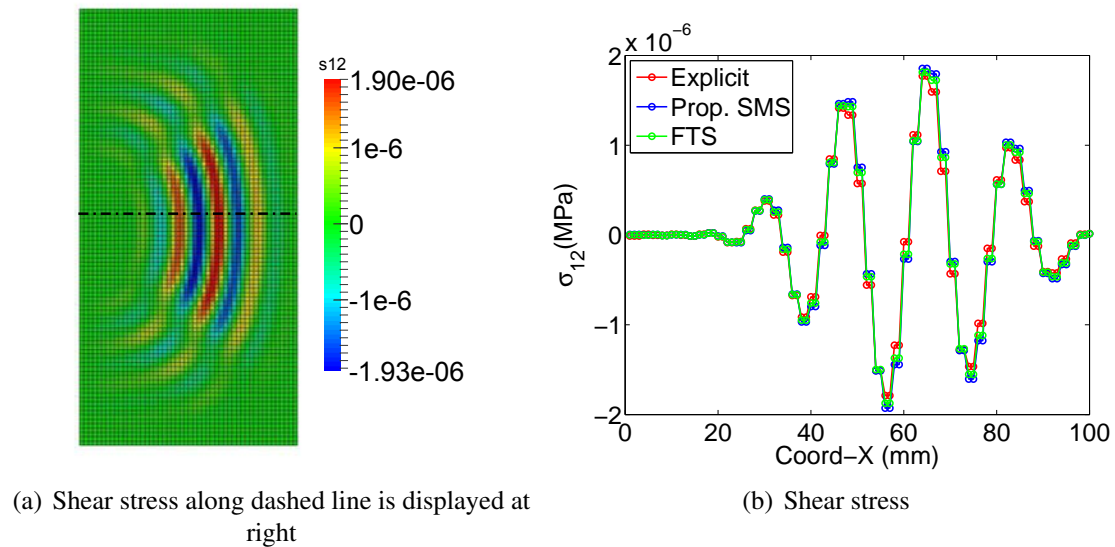 s12
1.90e-06
1e-6
0
-1e-6
-1.93e-06
2 x 10⁻⁶
1
0
−1
−2
σ₁₂(MPa)
Explicit
Prop. SMS
FTS
0 20 40 60 80 100
Coord−X (mm)
(a) Shear stress along dashed line is displayed at
right
(b) Shear stress